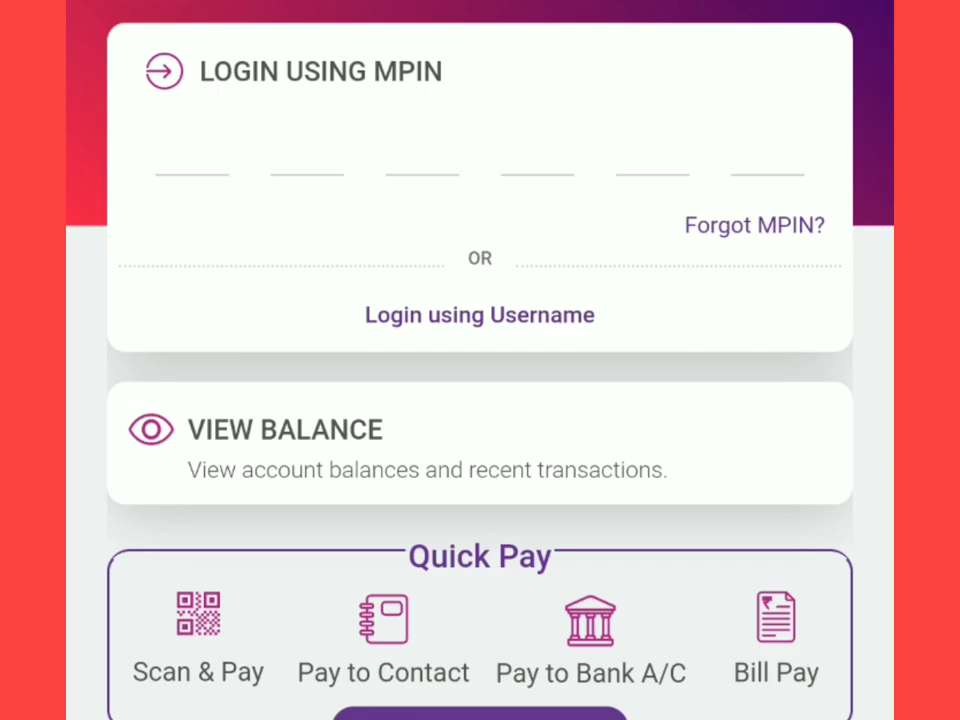 LOGIN USING MPIN
Forgot MPIN?
OR
Login using Username
VIEW BALANCE
View account balances and recent transactions.
Quick Pay
Scan & Pay Pay to Contact Pay to Bank A/C Bill Pay